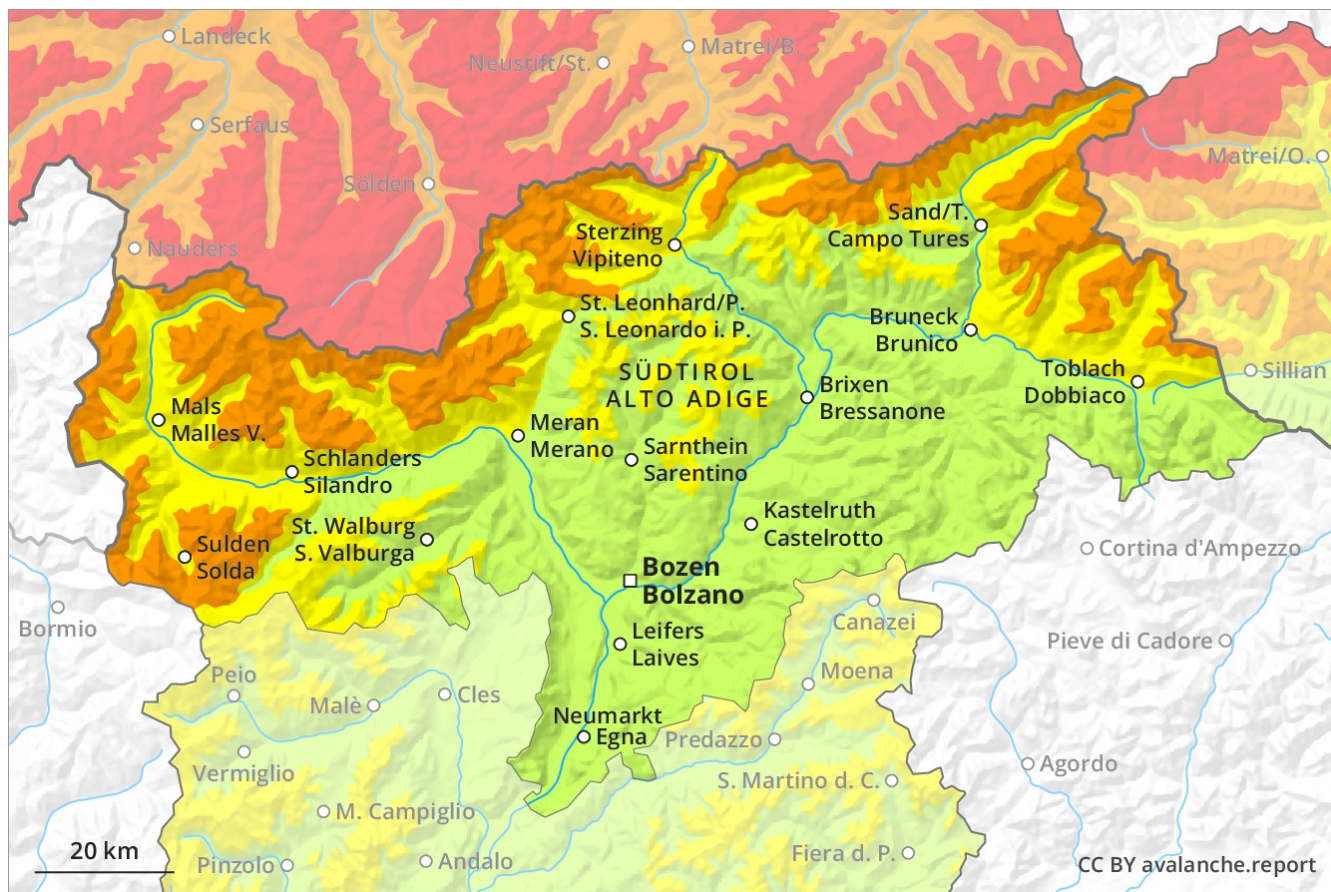 Landeck
Matrei/B.
Neustift/St.
Serfaus
Matrei/O.
Sölden
Sand/T.
Campo Tures
Sterzing
Vipiteno
Nauders
St. Leonhard/P.
S. Leonardo i. P.
Bruneck
Brunico
SÜDTIROL
ALTO ADIGE
Toblach
Dobbiaco
Sillian
Brixen
Bressanone
Mals
Malles V.
Meran
Merano
Sarnthein
Sarentino
Schlanders
Silandro
Kastelruth
Castelrotto
St. Walburg
S. Valburga
Sulden
Solda
Cortina d'Ampezzo
Bozen
Bolzano
Bormio
Canazei
Leifers
Laives
Pieve di Cadore
Peio
Moena
Malè
Cles
Neumarkt
Egna
Predazzo
Vermiglio
Agordo
S. Martino d. C.
M. Campiglio
20 km
Pinzolo
Andalo
Fiera d. P.
CC BY avalanche.report